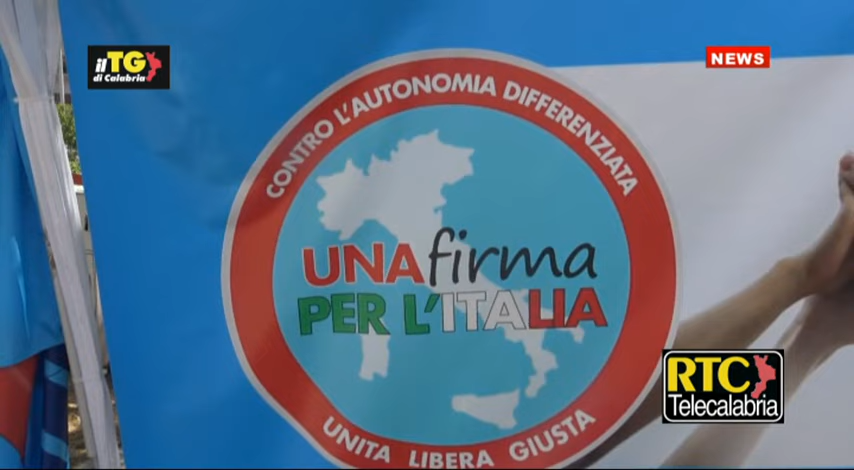 il TG
di Calabria
NEWS
CONTRO L'AUTONOMIA DIFFERENZIATA
UNA firma
PER L'ITALIA
UNITA LIBERA GIUSTA
RTC
Telecalabria